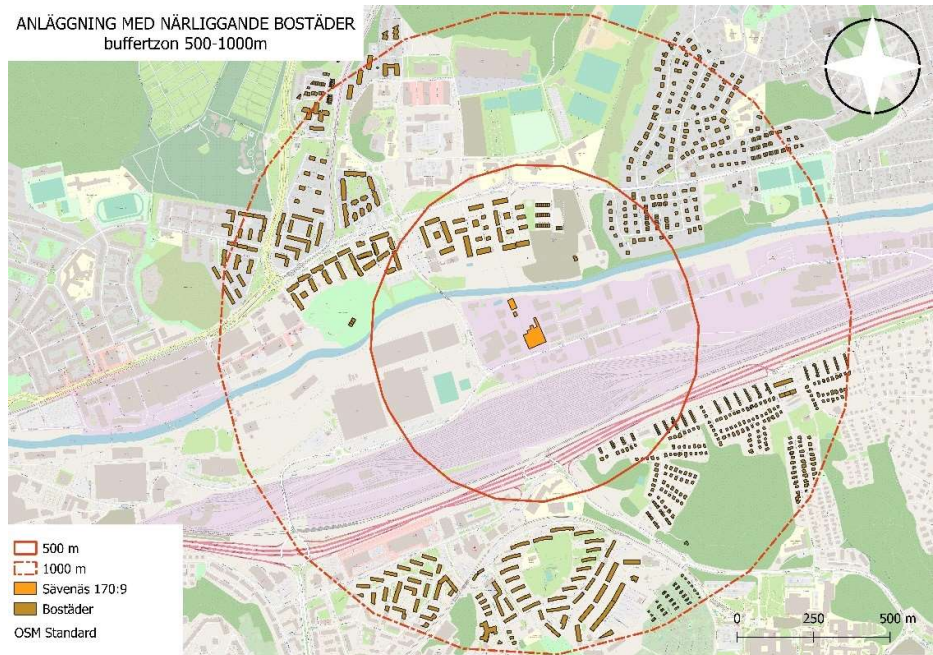 ANLÄGGNING MED NÄRLIGGANDE BOSTÄDER
buffertzon 500-1000m
500 m
1000 m
Sävenäs 170:9
Bostäder
OSM Standard
0 250 500 m